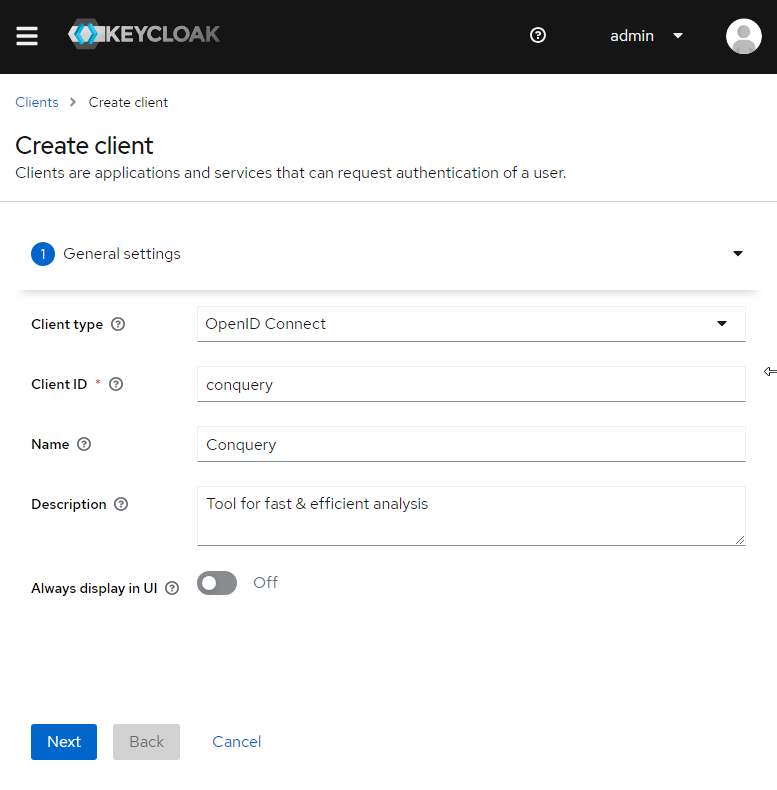 KEYCLOAK
admin
Clients Create client
Create client
Clients are applications and services that can request authentication of a user.
1 General settings
Client type
OpenID Connect
Client ID *
conquery
Name
Conquery
Description
Tool for fast & efficient analysis
Always display in UI
Off
Next Back Cancel